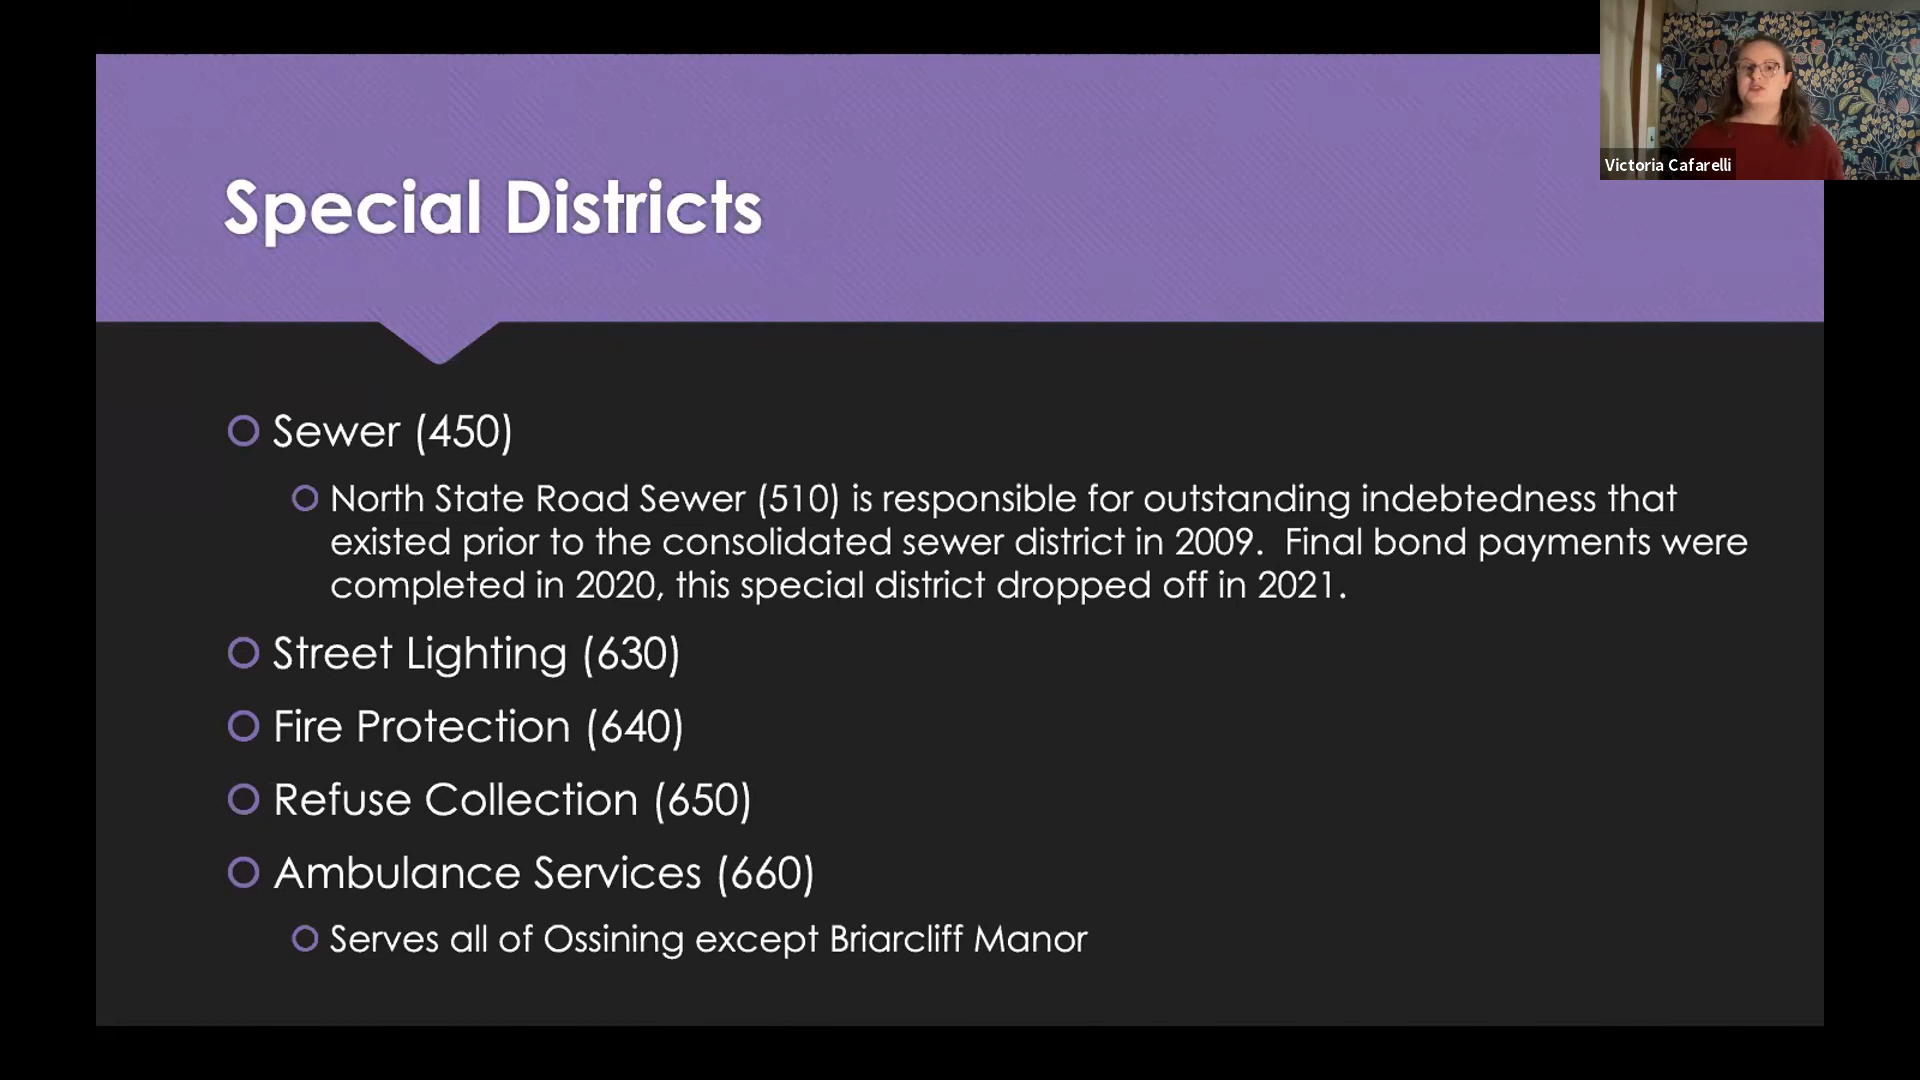 Victoria Cafarelli
Special Districts
Sewer (450)
North State Road Sewer (510) is responsible for outstanding indebtedness that
existed prior to the consolidated sewer district in 2009. Final bond payments were
completed in 2020, this special district dropped off in 2021.
Street Lighting (630)
Fire Protection (640)
Refuse Collection (650)
Ambulance Services (660)
Serves all of Ossining except Briarcliff Manor